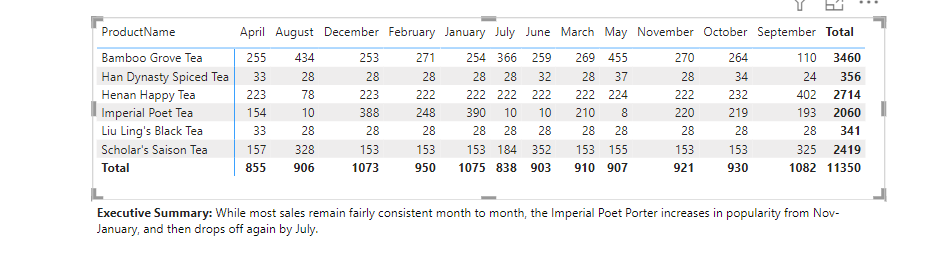 ProductName April August December February January July June March May November October September Total
Bamboo Grove Tea 255 434 253 271 254 366 259 269 455 270 264 110 3460
Han Dynasty Spiced Tea 33 28 28 28 28 28 32 28 37 28 34 24 356
Henan Happy Tea 223 78 223 222 222 222 222 222 224 222 232 402 2714
Imperial Poet Tea 154 10 388 248 390 10 10 210 8 220 219 193 2060
Liu Ling's Black Tea 33 28 28 28 28 28 28 28 28 28 28 28 341
Scholar's Saison Tea 157 328 153 153 153 184 352 153 155 153 153 325 2419
Total 855 906 1073 950 1075 838 903 910 907 921 930 1082 11350
Executive Summary: While most sales remain fairly consistent month to month, the Imperial Poet Porter increases in popularity from Nov-
January, and then drops off again by July.